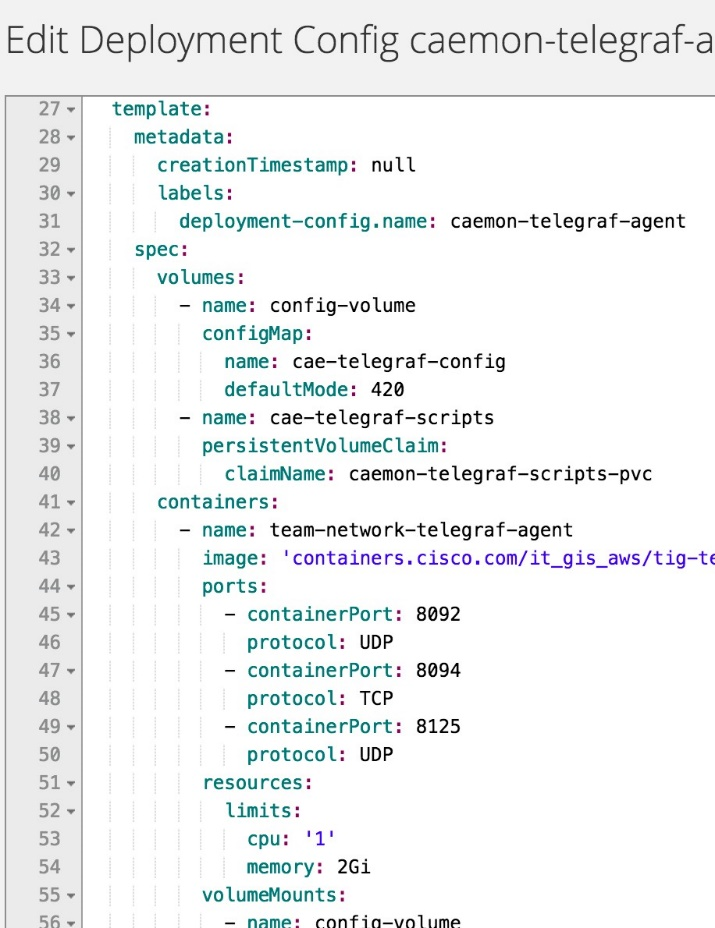 Edit Deployment Config caemon-telegraf-a
27 template:
28 metadata:
29 creationTimestamp: null
30 labels:
31 deployment-config.name: caemon-telegraf-agent
32 spec:
33 volumes:
34 - name: config-volume
35 configMap:
36 name: cae-telegraf-config
37 defaultMode: 420
38 - name: cae-telegraf-scripts
39 persistentVolumeClaim:
40 claimName: caemon-telegraf-scripts-pvc
41 containers:
42 - name: team-network-telegraf-agent
43 image: 'containers.cisco.com/it_gis_aws/tig-te
44 ports:
45 - containerPort: 8092
46 protocol: UDP
47 - containerPort: 8094
48 protocol: TCP
49 - containerPort: 8125
50 protocol: UDP
51 resources:
52 limits:
53 cpu: '1'
54 memory: 2Gi
55 volumeMounts:
56 - name: config-volume